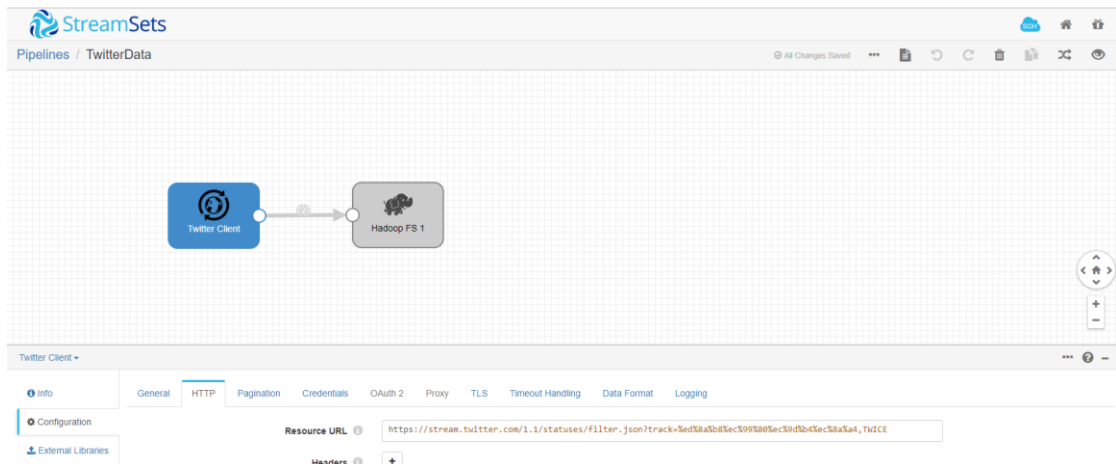 StreamSets
SCH
Pipelines / TwitterData
All Changes Saved
Twitter Client
Hadoop FS 1
Twitter Client
Info
General HTTP Pagination Credentials OAuth 2 Proxy TLS Timeout Handling Data Format Logging
Configuration
Resource URL https://stream.twitter.com/1.1/statuses/filter.json?track=%ed%8a%b8%ec%99%80%ec%9d%b4%ec%8a%a4,TWICE
External Libraries
Headers +